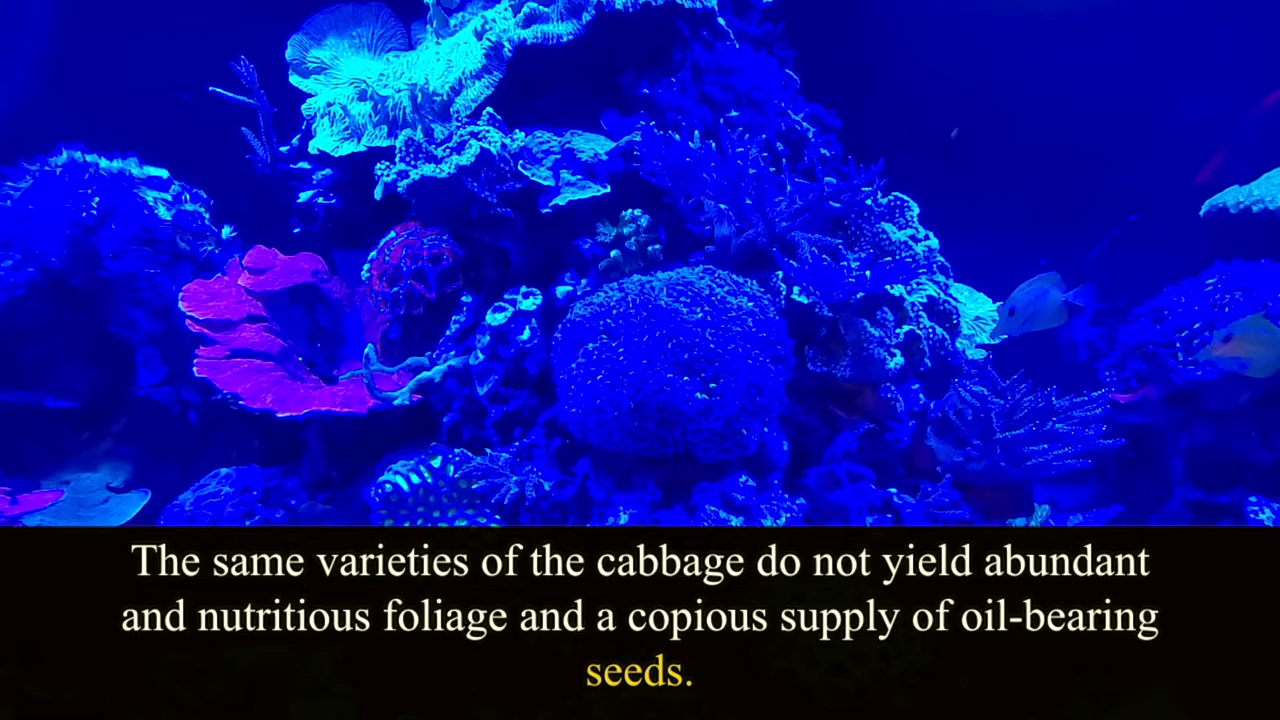 The same varieties of the cabbage do not yield abundant
and nutritious foliage and a copious supply of oil-bearing
seeds.